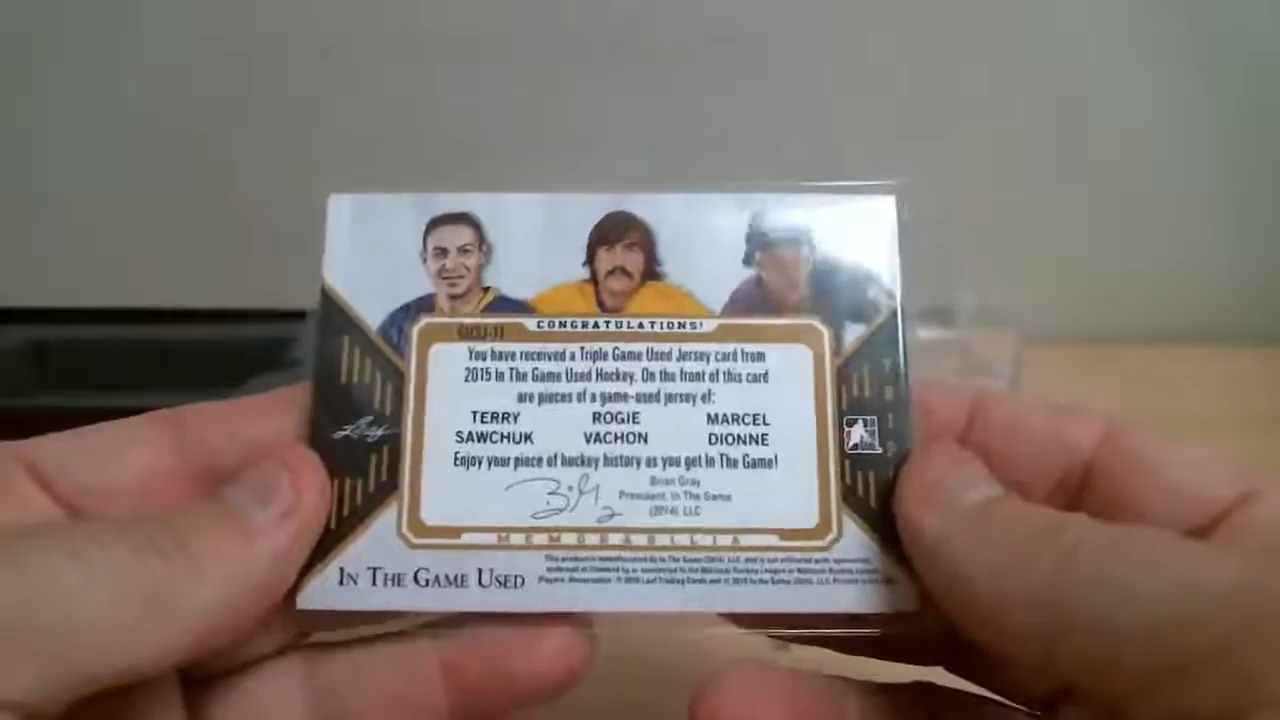 CONGRATULATIONS!
You have received a Triple Game Used Jersey card from
2015 In The Game Used Hockey. On the front of this card
are pieces of a game-used jersey of:
TERRY ROGIE MARCEL
SAWCHUK VACHON DIONNE
Enjoy your piece of hockey history as you get In The Game!
Brian Gray
President, In The Game
(2014), LLC
MEMORABILIA
IN THE GAME USED
Leaf